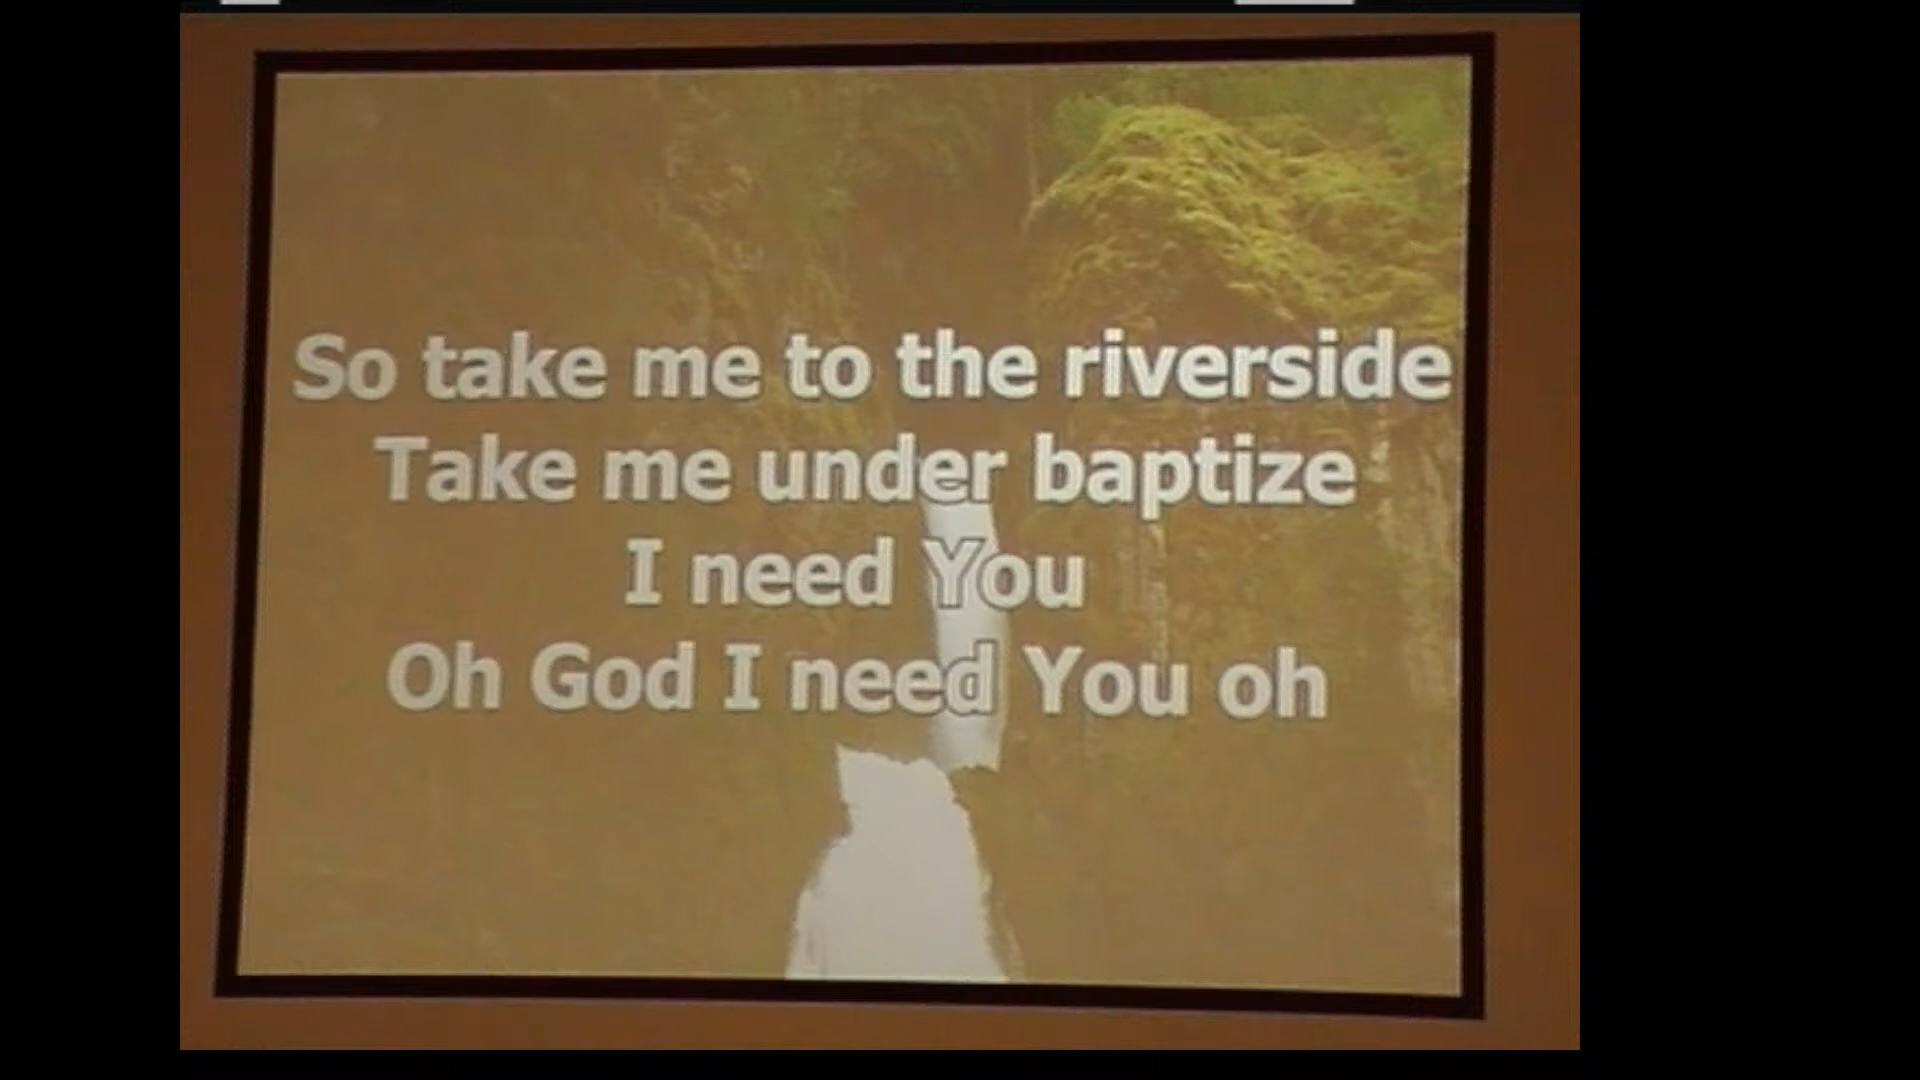 So take me to the riverside
Take me under baptize
I need You
Oh God I need You oh